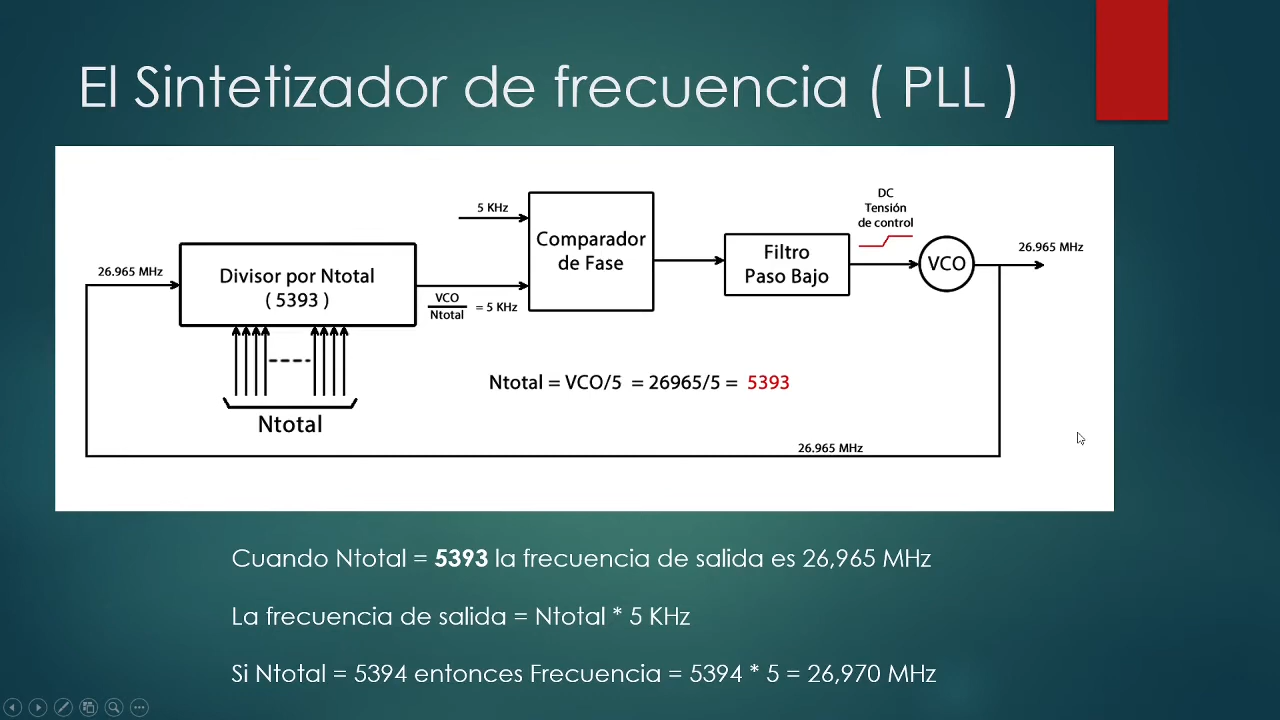 El Sintetizador de frecuencia ( PLL )
DC
Tensión
de control
5 KHz
Comparador
de Fase
Filtro
Paso Bajo
VCO
26.965 MHz
26.965 MHz
Divisor por Ntotal
( 5393 )
VCO
Ntotal
= 5 KHz
Ntotal = VCO/5 = 26965/5 = 5393
Ntotal
26.965 MHz
Cuando Ntotal = 5393 la frecuencia de salida es 26,965 MHz
La frecuencia de salida = Ntotal * 5 KHz
Si Ntotal = 5394 entonces Frecuencia = 5394 * 5 = 26,970 MHz